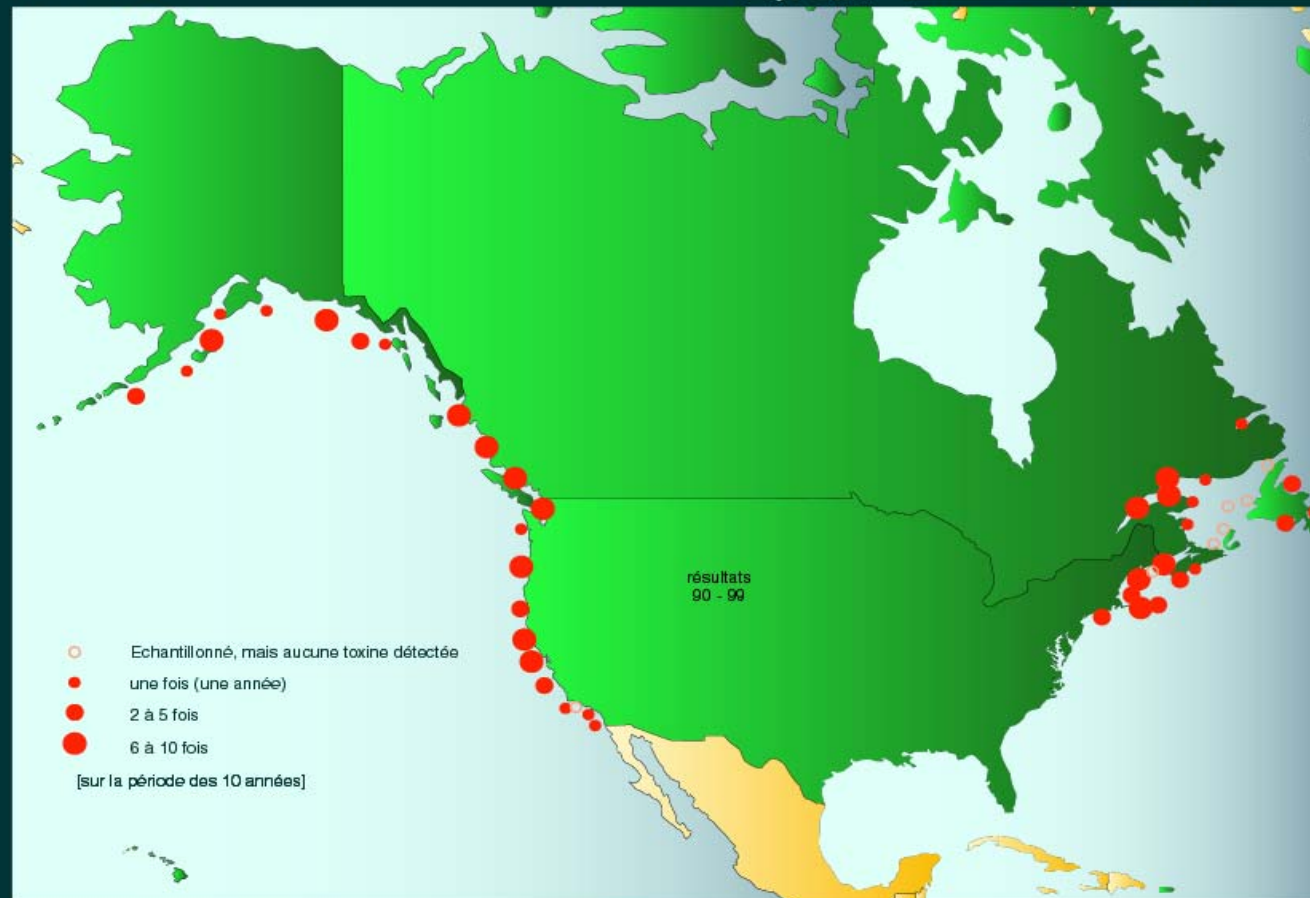 résultats
90 - 99
Echantillonné, mais aucune toxine détectée
une fois (une année)
2 à 5 fois
6 à 10 fois
[sur la période des 10 années]